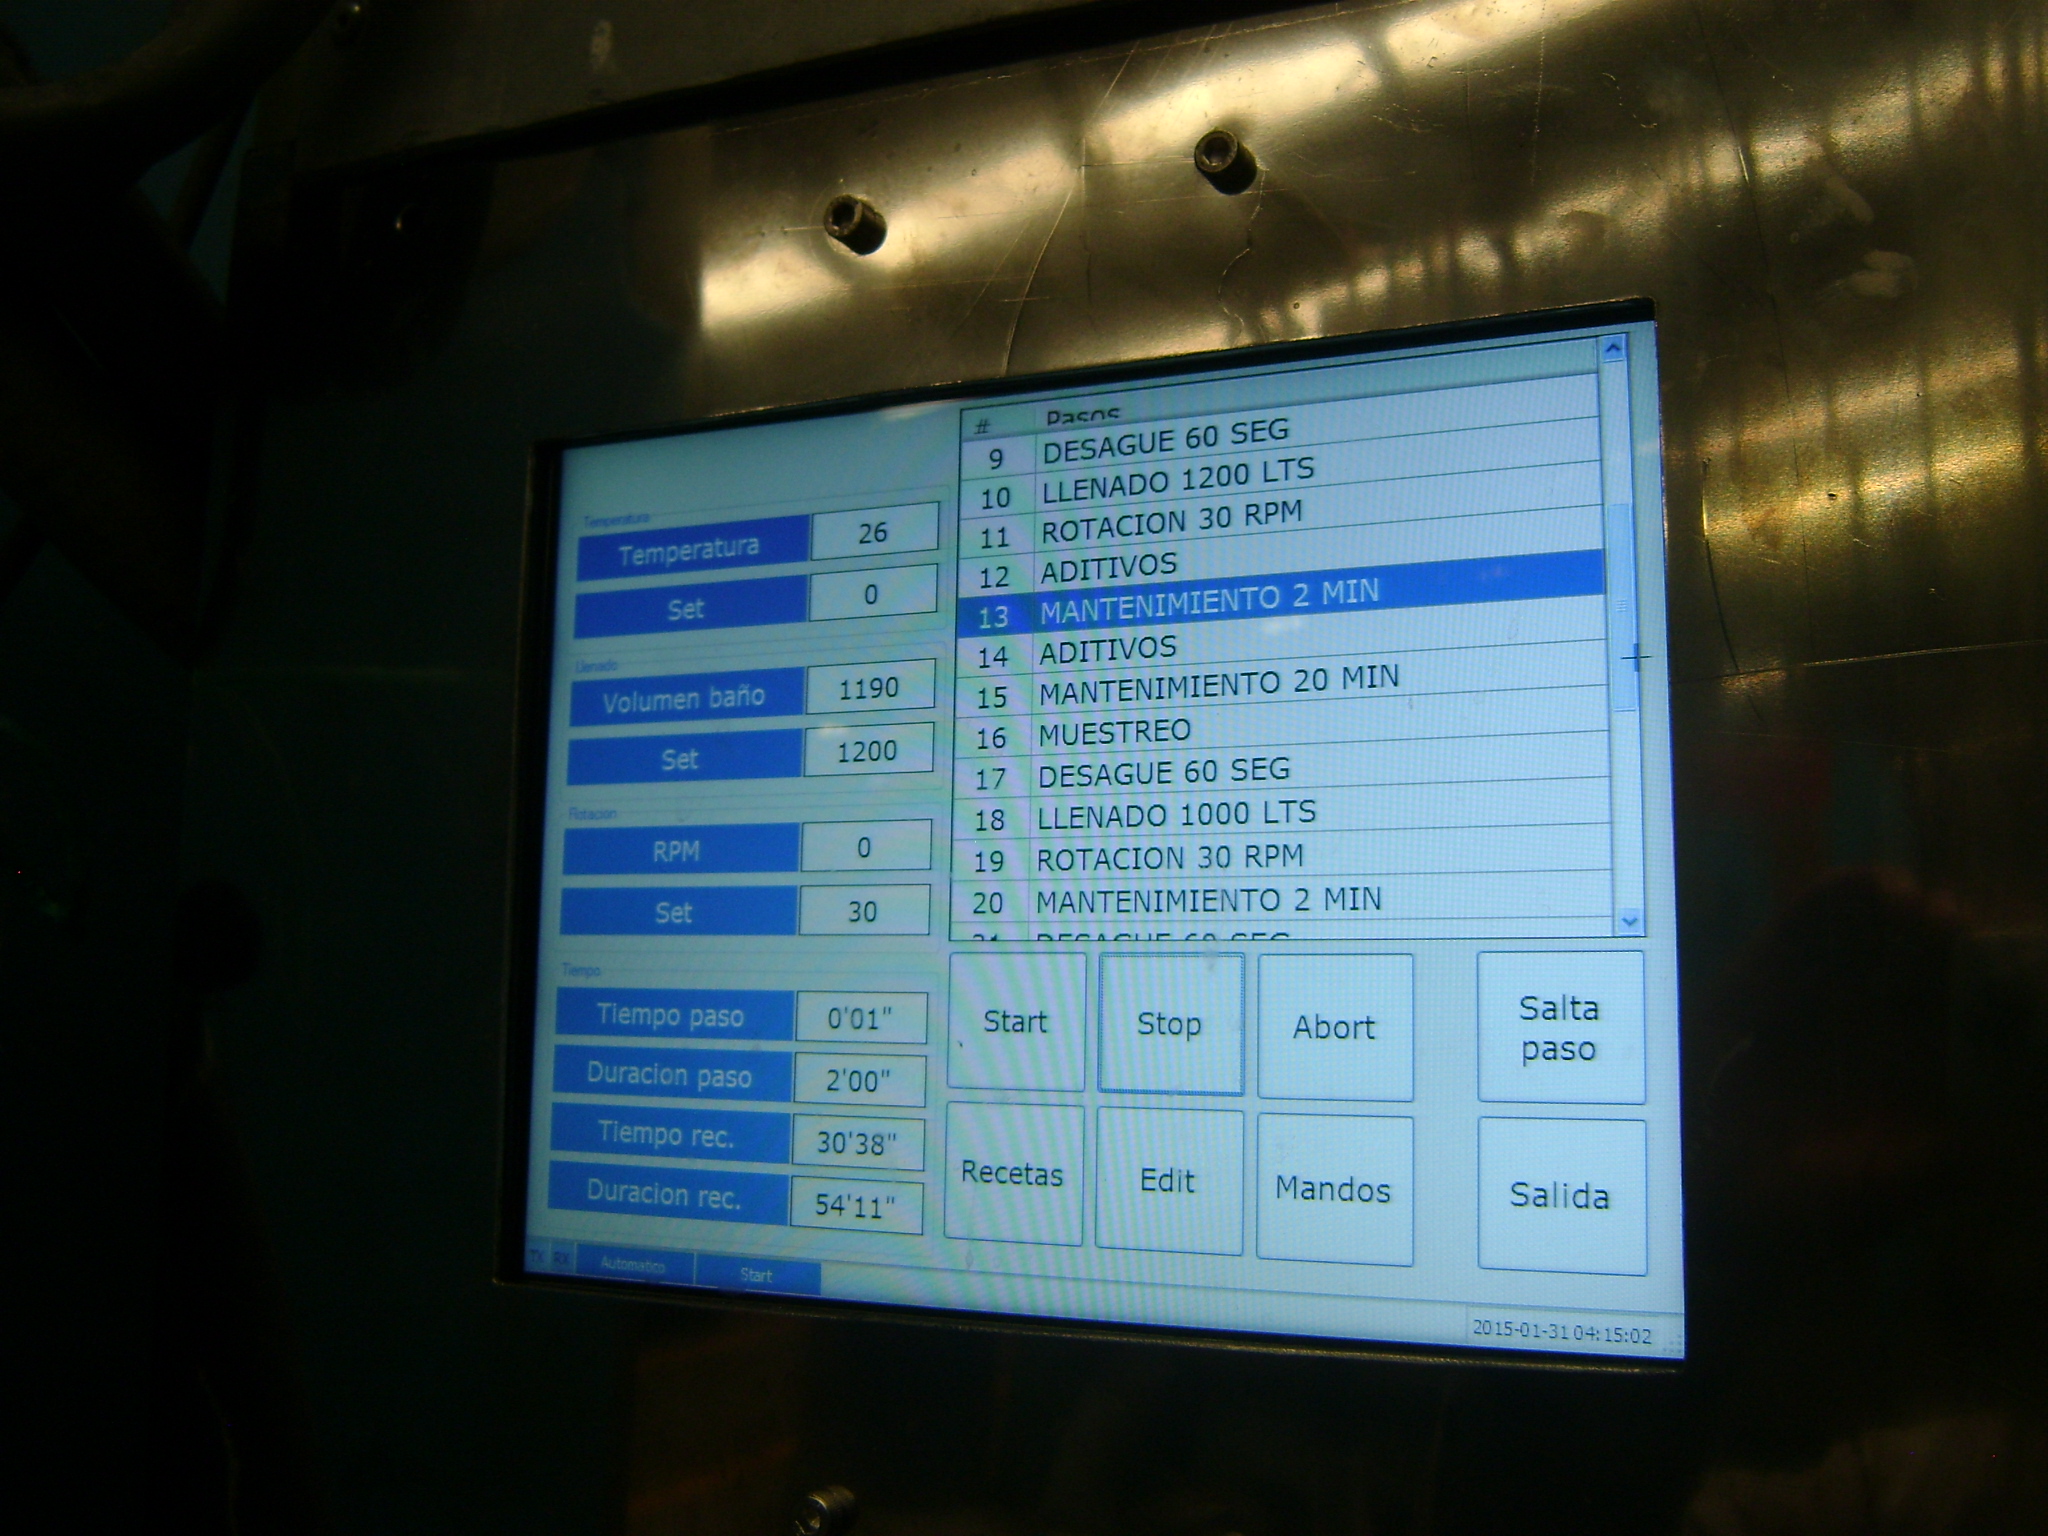 Temperatura
Temperatura 26
Set 0
Llenado
Volumen baño 1190
Set 1200
Rotacion
RPM 0
Set 30
Tiempo
Tiempo paso 0'01"
Duracion paso 2'00"
Tiempo rec. 30'38"
Duracion rec. 54'11"
# Pasos
9 DESAGUE 60 SEG
10 LLENADO 1200 LTS
11 ROTACION 30 RPM
12 ADITIVOS
13 MANTENIMIENTO 2 MIN
14 ADITIVOS
15 MANTENIMIENTO 20 MIN
16 MUESTREO
17 DESAGUE 60 SEG
18 LLENADO 1000 LTS
19 ROTACION 30 RPM
20 MANTENIMIENTO 2 MIN
21 DESAGUE 60 SEG
Start Stop Abort Salta paso
Recetas Edit Mandos Salida
TX RX Automatico Start
2015-01-31 04:15:02